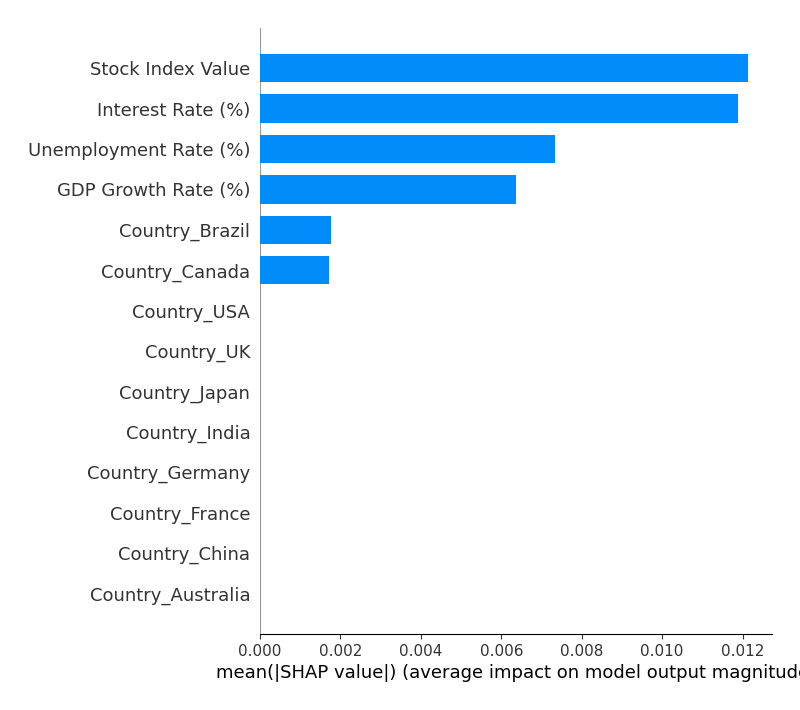 Stock Index Value
Interest Rate (%)
Unemployment Rate (%)
GDP Growth Rate (%)
Country_Brazil
Country_Canada
Country_USA
Country_UK
Country_Japan
Country_India
Country_Germany
Country_France
Country_China
Country_Australia
0.000 0.002 0.004 0.006 0.008 0.010 0.012
mean(|SHAP value|) (average impact on model output magnitude